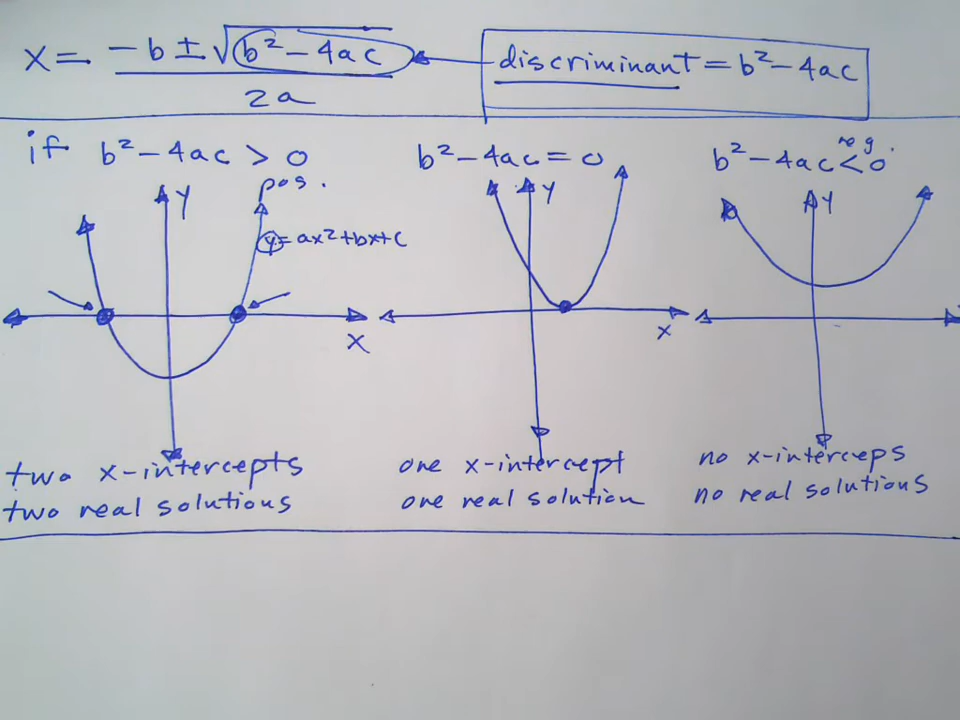 x = -b ± √b² - 4ac
2a
discriminant = b² - 4ac
if b² - 4ac > 0
pos.
y
y = ax² + bx + c
x
two x-intercepts
two real solutions
b² - 4ac = 0
y
x
one x-intercept
one real solution
neg.
b² - 4ac < 0
y
no x-interceps
no real solutions